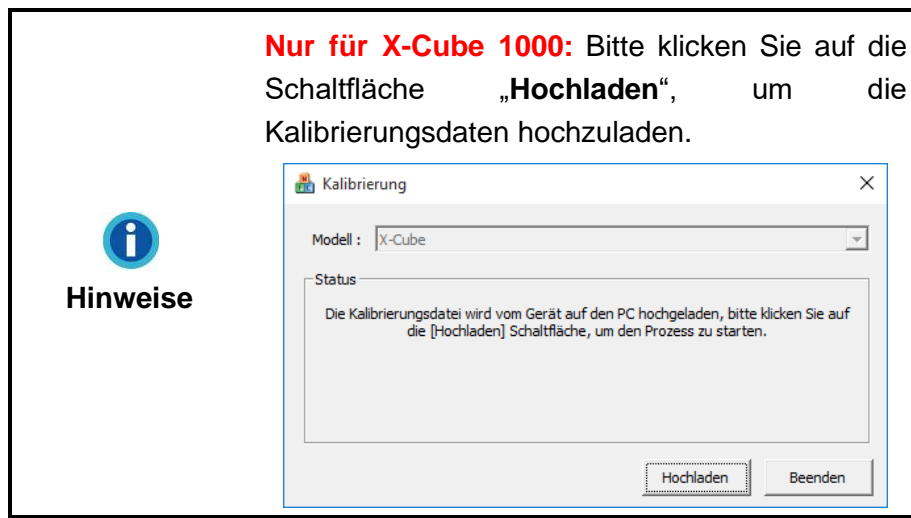 Nur für X-Cube 1000: Bitte klicken Sie auf die
Schaltfläche „Hochladen“, um die
Kalibrierungsdaten hochzuladen.
Kalibrierung
Modell : X-Cube
Status
Die Kalibrierungsdatei wird vom Gerät auf den PC hochgeladen, bitte klicken Sie auf
die [Hochladen] Schaltfläche, um den Prozess zu starten.
Hochladen Beenden
Hinweise